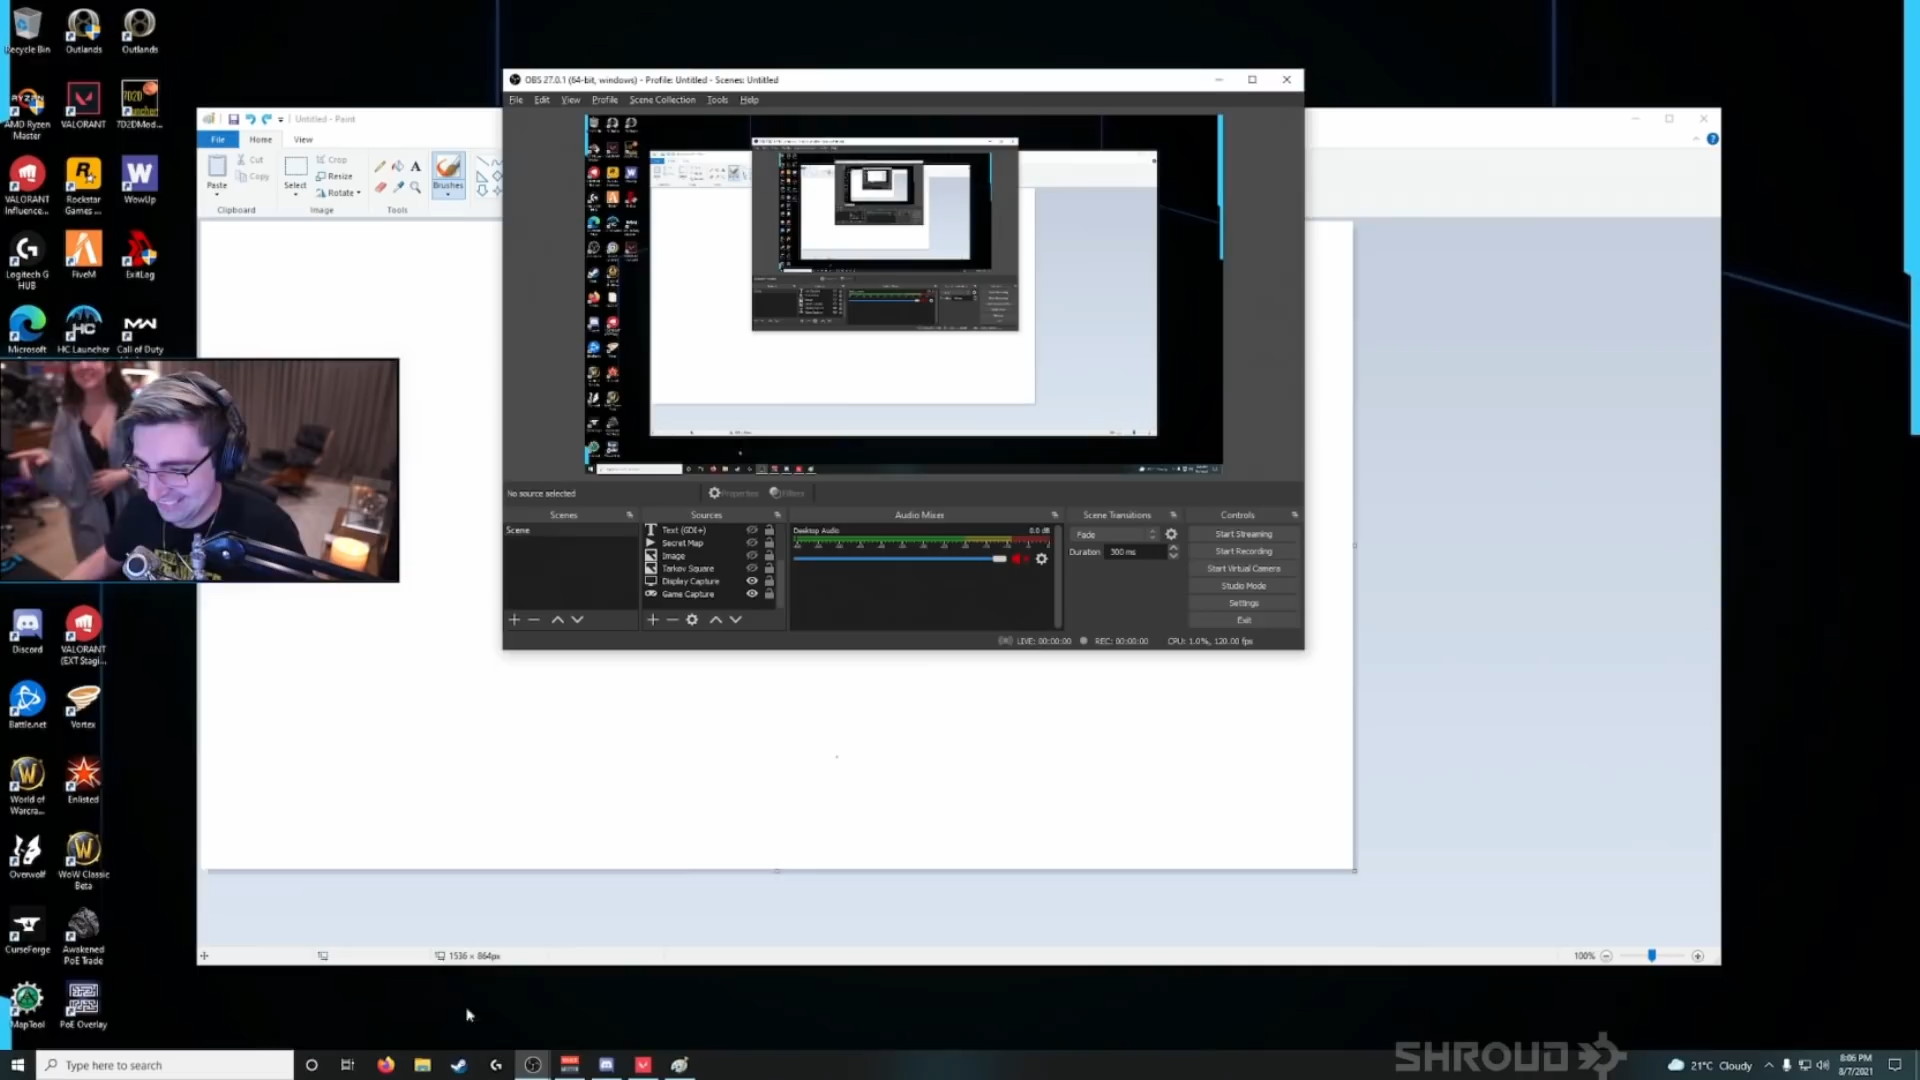 Recycle Bin
Outlands
Outlands
AMD Ryzen
Master
VALORANT
7D2DMod...
VALORANT
Influence...
Rockstar
Games ...
WowUp
Logitech G
HUB
FiveM
ExitLag
Microsoft
HC Launcher
Call of Duty
Discord
VALORANT
(EXT Stagi...
Battle.net
Vortex
World of
Warcra...
Enlisted
Overwolf
WoW Classic
Beta
CurseForge
Awakened
PoE Trade
MapTool
PoE Overlay
Untitled - Paint
File
Home
View
Paste
Cut
Copy
Clipboard
Select
Crop
Resize
Rotate
Image
Tools
Brushes
OBS 27.0.1 (64-bit, windows) - Profile: Untitled - Scenes: Untitled
File Edit View Profile Scene Collection Tools Help
No source selected
Properties
Filters
Scenes
Sources
Audio Mixer
Scene Transitions
Controls
Scene
Text (GDI+)
Secret Map
Image
Tarkov Square
Display Capture
Game Capture
Desktop Audio
0.0 dB
Fade
Duration 300 ms
Start Streaming
Start Recording
Start Virtual Camera
Studio Mode
Settings
Exit
LIVE: 00:00:00
REC: 00:00:00
CPU: 1.0%, 120.00 fps
1536 × 864px
100%
SHROUD
Type here to search
21°C Cloudy
8:06 PM
8/7/2021